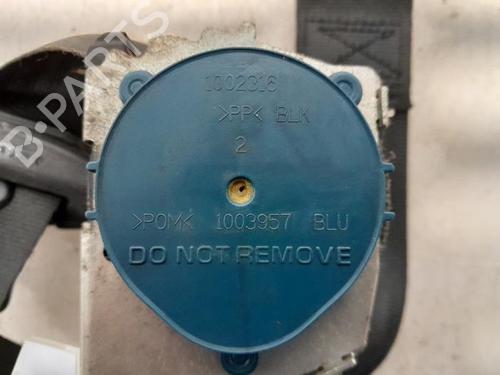 1002316
>PP< BLK
2
>POM< 1003957 BLU
DO NOT REMOVE
B-PARTS